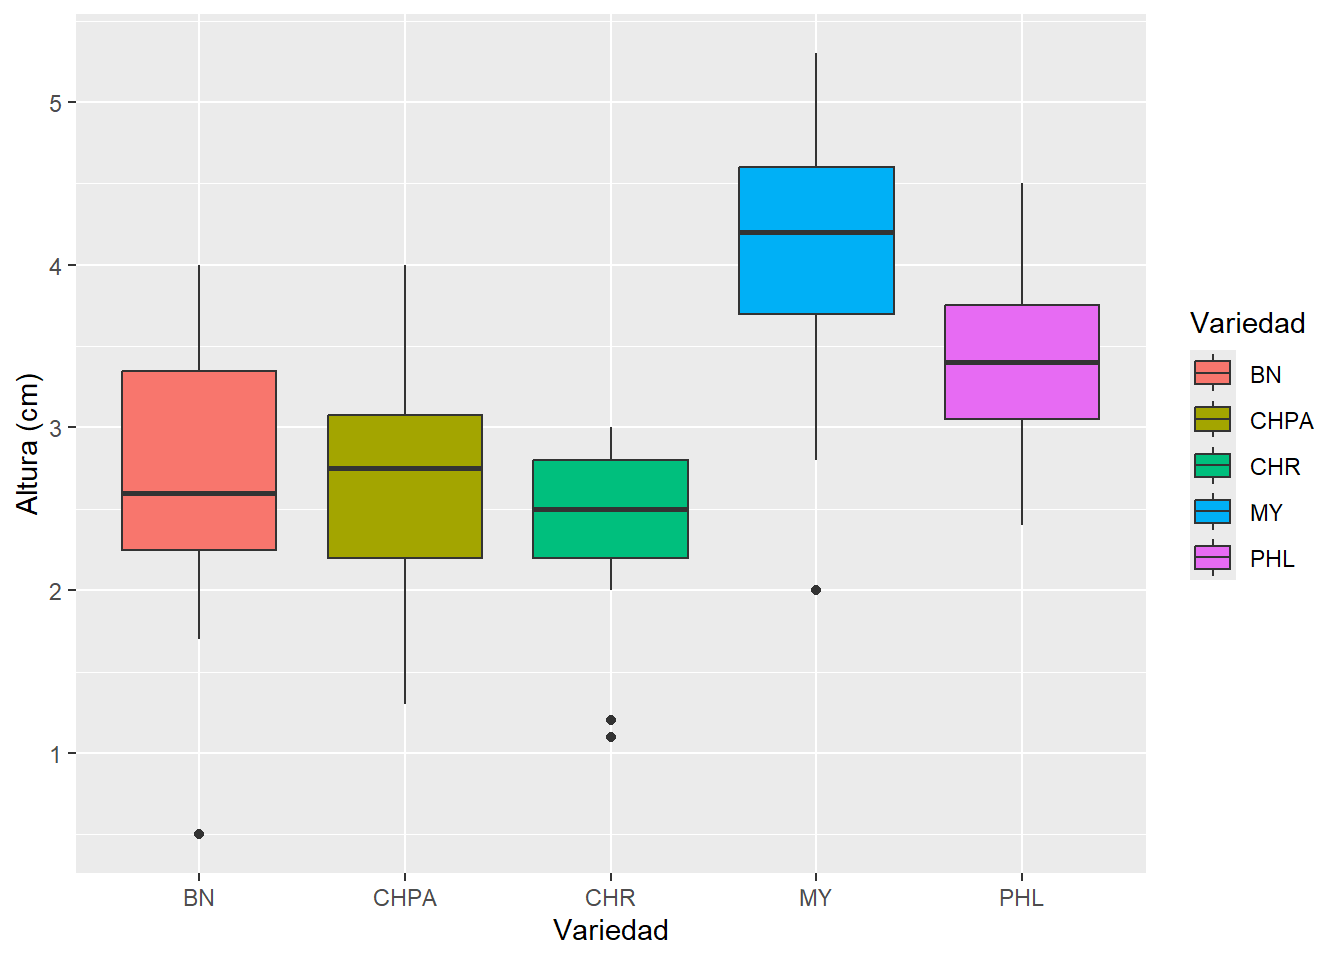 Altura (cm)
5
4
3
2
1
BN
CHPA
CHR
MY
PHL
Variedad
Variedad
BN
CHPA
CHR
MY
PHL